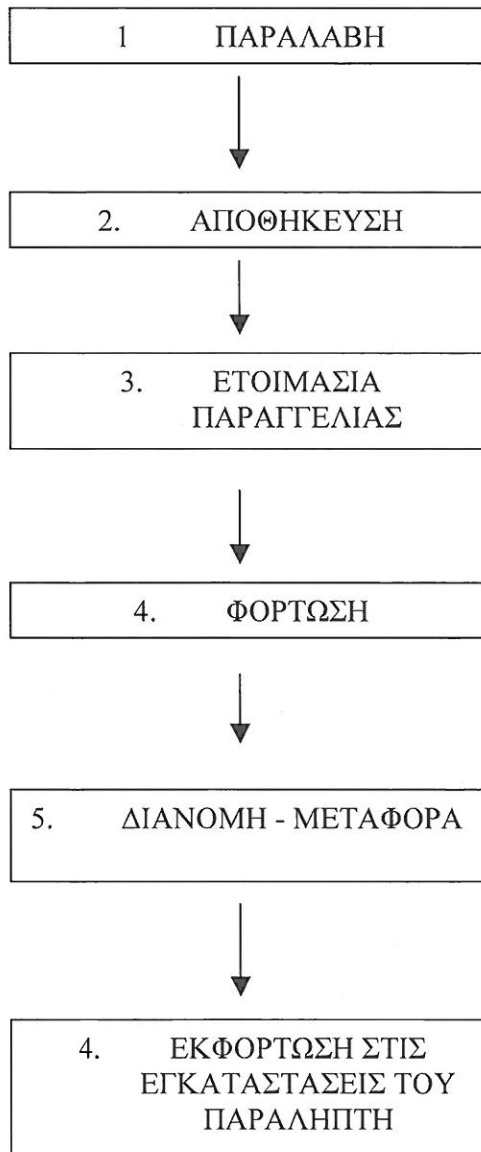 1 ΠΑΡΑΛΑΒΗ
2. ΑΠΟΘΗΚΕΥΣΗ
3. ΕΤΟΙΜΑΣΙΑ
ΠΑΡΑΓΓΕΛΙΑΣ
4. ΦΟΡΤΩΣΗ
5. ΔΙΑΝΟΜΗ - ΜΕΤΑΦΟΡΑ
4. ΕΚΦΟΡΤΩΣΗ ΣΤΙΣ
ΕΓΚΑΤΑΣΤΑΣΕΙΣ ΤΟΥ
ΠΑΡΑΛΗΠΤΗ